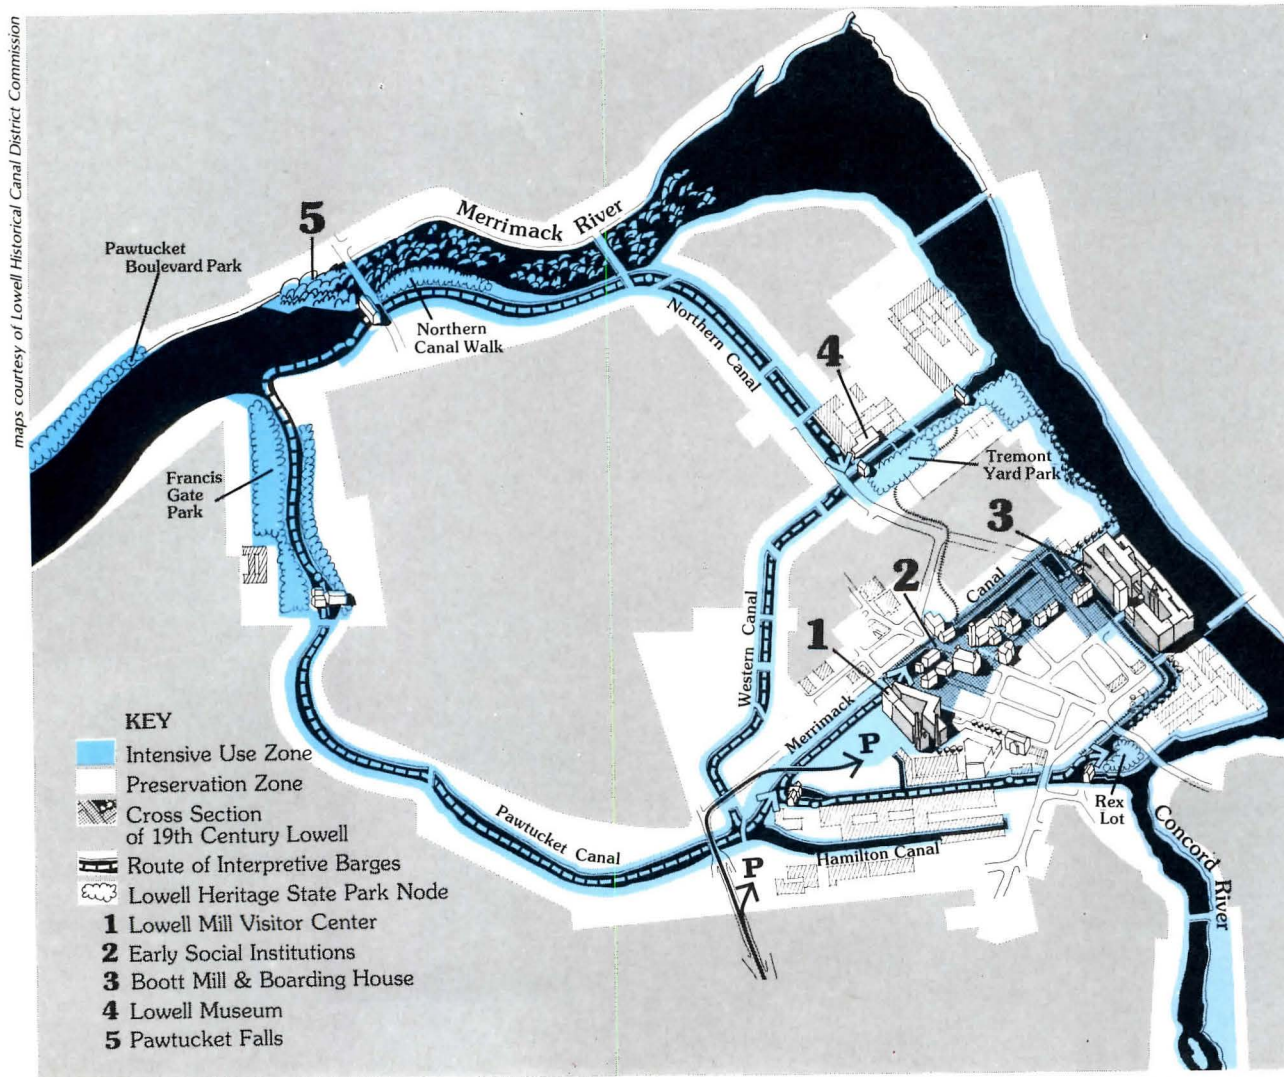 maps courtesy of Lowell Historical Canal District Commission
5
Merrimack River
Pawtucket
Boulevard Park
Northern
Canal Walk
Northern Canal
4
Francis
Gate
Park
Tremont
Yard Park
3
2
Canal
1
Western Canal
Merrimack
P
Rex
Lot
Pawtucket Canal
P
Hamilton Canal
Concord River
KEY
Intensive Use Zone
Preservation Zone
Cross Section
of 19th Century Lowell
Route of Interpretive Barges
Lowell Heritage State Park Node
1 Lowell Mill Visitor Center
2 Early Social Institutions
3 Boott Mill & Boarding House
4 Lowell Museum
5 Pawtucket Falls